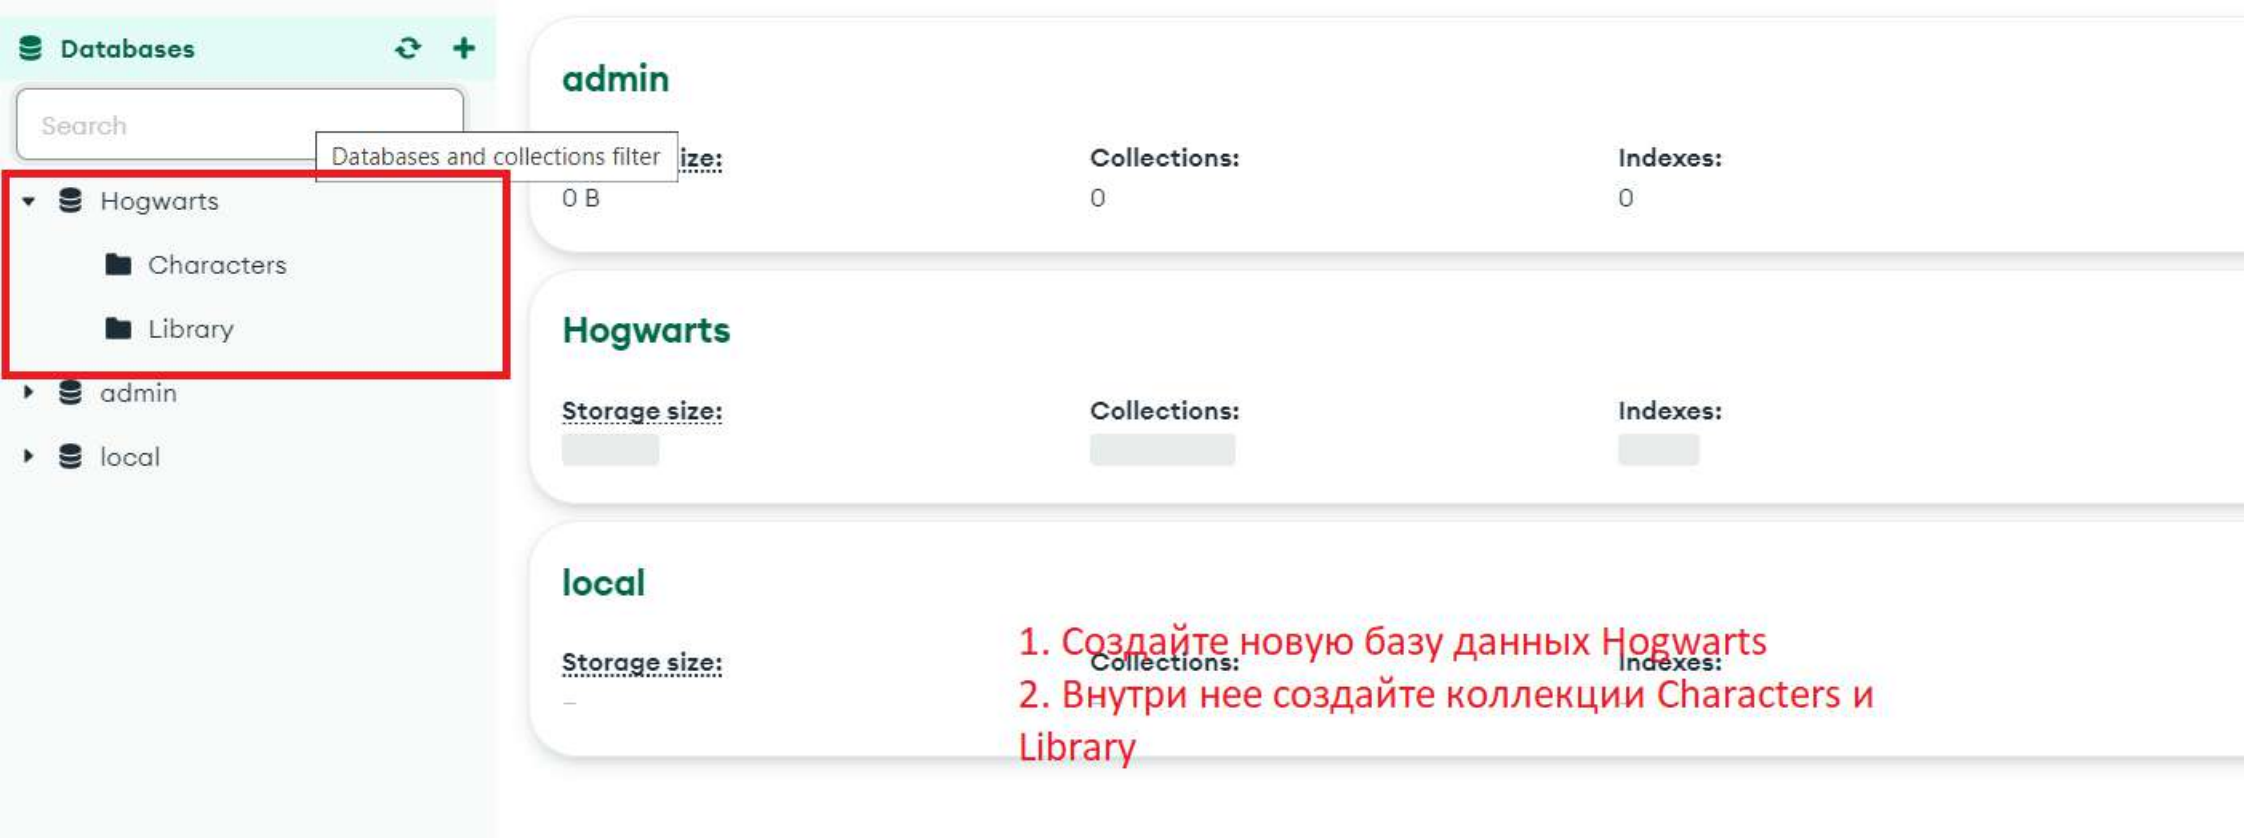 Databases
Search
Databases and collections filter
Hogwarts
Characters
Library
admin
local
admin
ize:
Collections:
Indexes:
0 B
0
0
Hogwarts
Storage size:
Collections:
Indexes:
local
Storage size:
Collections:
Indexes:
1. Создайте новую базу данных Hogwarts
2. Внутри нее создайте коллекции Characters и
Library